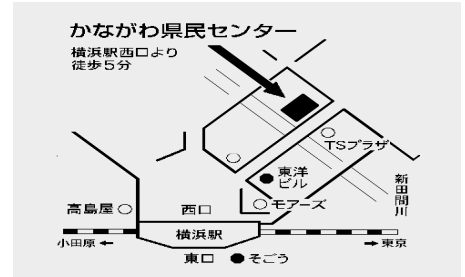 かながわ県民センター
横浜駅西口より
徒歩5分
TSプラザ
東洋
ビル
新田間川
高島屋
西口
モアーズ
横浜駅
小田原
東京
東口
そごう